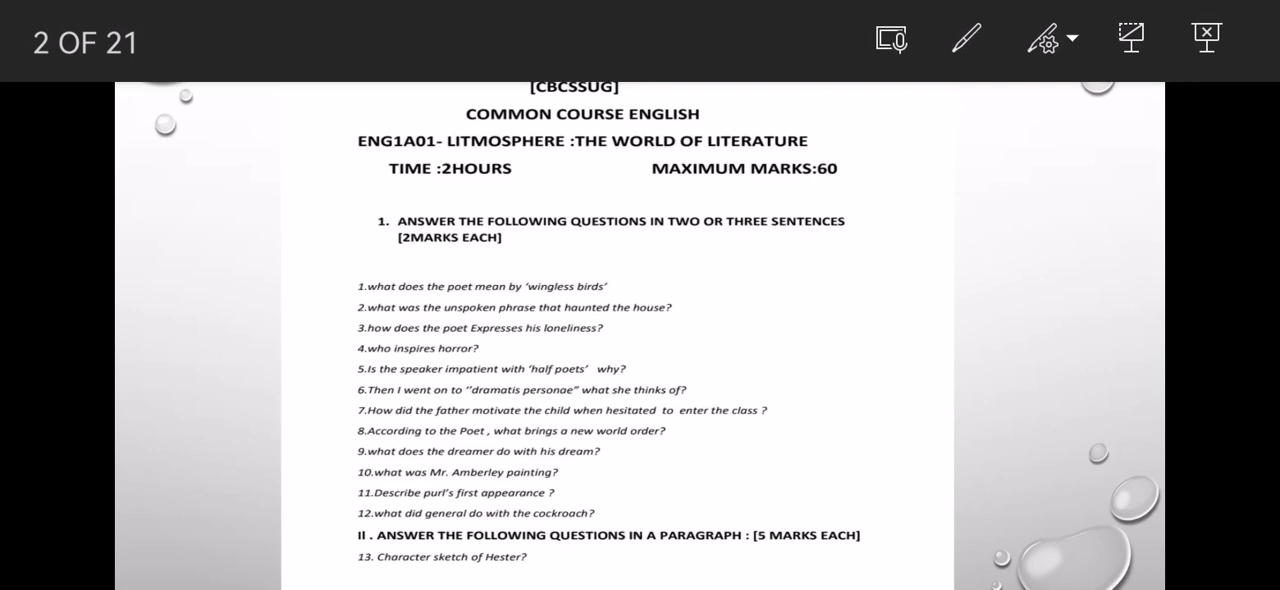 2 OF 21
[CBCSSUG]
COMMON COURSE ENGLISH
ENG1A01- LITMOSPHERE :THE WORLD OF LITERATURE
TIME :2HOURS MAXIMUM MARKS:60
1. ANSWER THE FOLLOWING QUESTIONS IN TWO OR THREE SENTENCES
[2MARKS EACH]
1.what does the poet mean by ‘wingless birds’
2.what was the unspoken phrase that haunted the house?
3.how does the poet Expresses his loneliness?
4.who inspires horror?
5.Is the speaker impatient with ‘half poets’ why?
6.Then I went on to ‘’dramatis personae” what she thinks of?
7.How did the father motivate the child when hesitated to enter the class ?
8.According to the Poet , what brings a new world order?
9.what does the dreamer do with his dream?
10.what was Mr. Amberley painting?
11.Describe purl’s first appearance ?
12.what did general do with the cockroach?
II . ANSWER THE FOLLOWING QUESTIONS IN A PARAGRAPH : [5 MARKS EACH]
13. Character sketch of Hester?